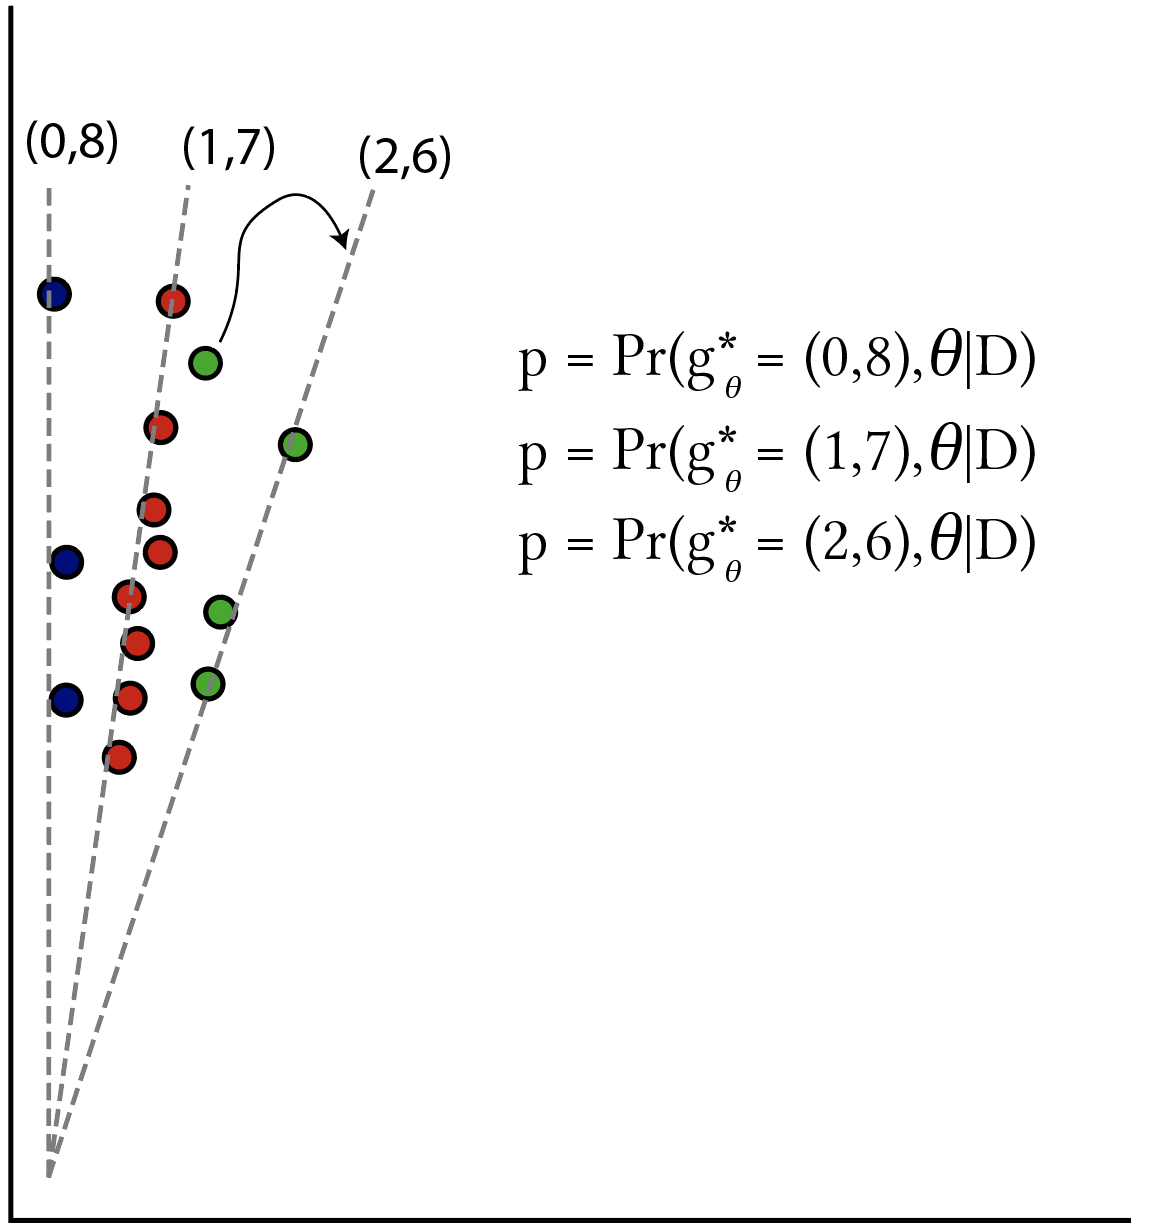 (0,8) (1,7) (2,6)
p = Pr(g*θ = (0,8),θ|D)
p = Pr(g*θ = (1,7),θ|D)
p = Pr(g*θ = (2,6),θ|D)